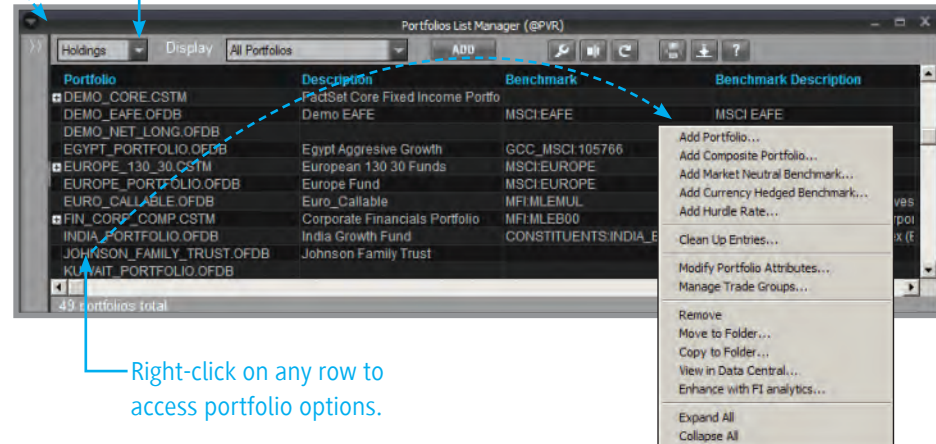 Portfolios List Manager (@PVR)
Holdings Display All Portfolios ADD ?
Portfolio Description Benchmark Benchmark Description
DEMO_CORE.CSTM FactSet Core Fixed Income Portfo
DEMO_EAFE.OFDB Demo EAFE MSCI:EAFE MSCI EAFE
DEMO_NET_LONG.OFDB
EGYPT_PORTFOLIO.OFDB Egypt Aggresive Growth GCC_MSCI:105766
EUROPE_130_30.CSTM European 130 30 Funds MSCI:EUROPE
EUROPE_PORTFOLIO.OFDB Europe Fund MSCI:EUROPE
EURO_CALLABLE.OFDB Euro_Callable MFI:MLEMUL ves
FIN_CORP_COMP.CSTM Corporate Financials Portfolio MFI:MLEB00 rpor
INDIA_PORTFOLIO.OFDB India Growth Fund CONSTITUENTS:INDIA_E ex (E
JOHNSON_FAMILY_TRUST.OFDB Johnson Family Trust
KUWAIT_PORTFOLIO.OFDB
49 portfolios total
Add Portfolio...
Add Composite Portfolio...
Add Market Neutral Benchmark...
Add Currency Hedged Benchmark...
Add Hurdle Rate...
Clean Up Entries...
Modify Portfolio Attributes...
Manage Trade Groups...
Remove
Move to Folder...
Copy to Folder...
View in Data Central...
Enhance with FI analytics...
Expand All
Collapse All
Right-click on any row to
access portfolio options.